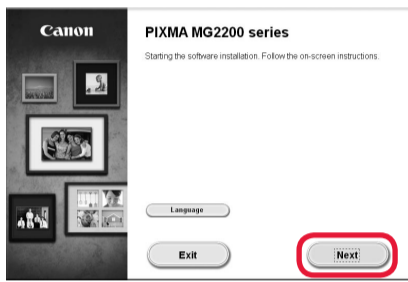 Canon
PIXMA MG2200 series
Starting the software installation. Follow the on-screen instructions.
Language
Exit
Next